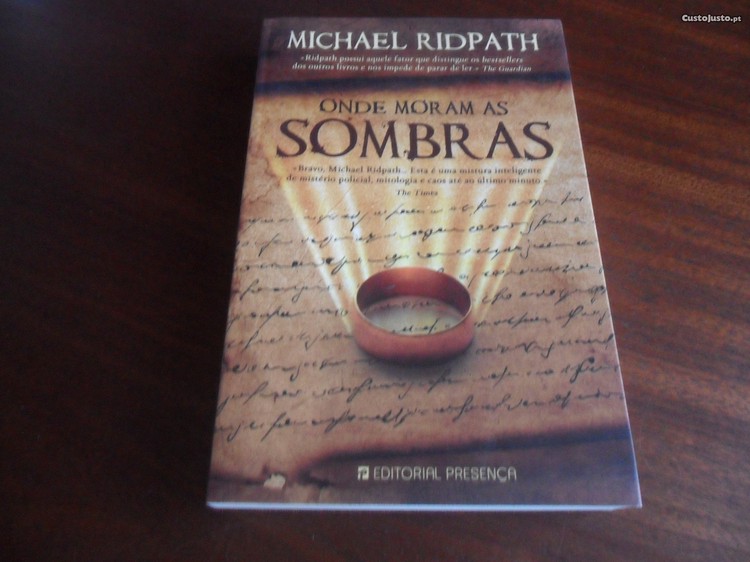 CustoJusto.pt
MICHAEL RIDPATH
«Ridpath possui aquele fator que distingue os bestsellers
dos outros livros e nos impede de parar de ler.» The Guardian
ONDE MORAM AS
SOMBRAS
«Bravo, Michael Ridpath... Esta é uma mistura inteligente
de mistério policial, mitologia e caos até ao último minuto.»
The Times
EDITORIAL PRESENÇA